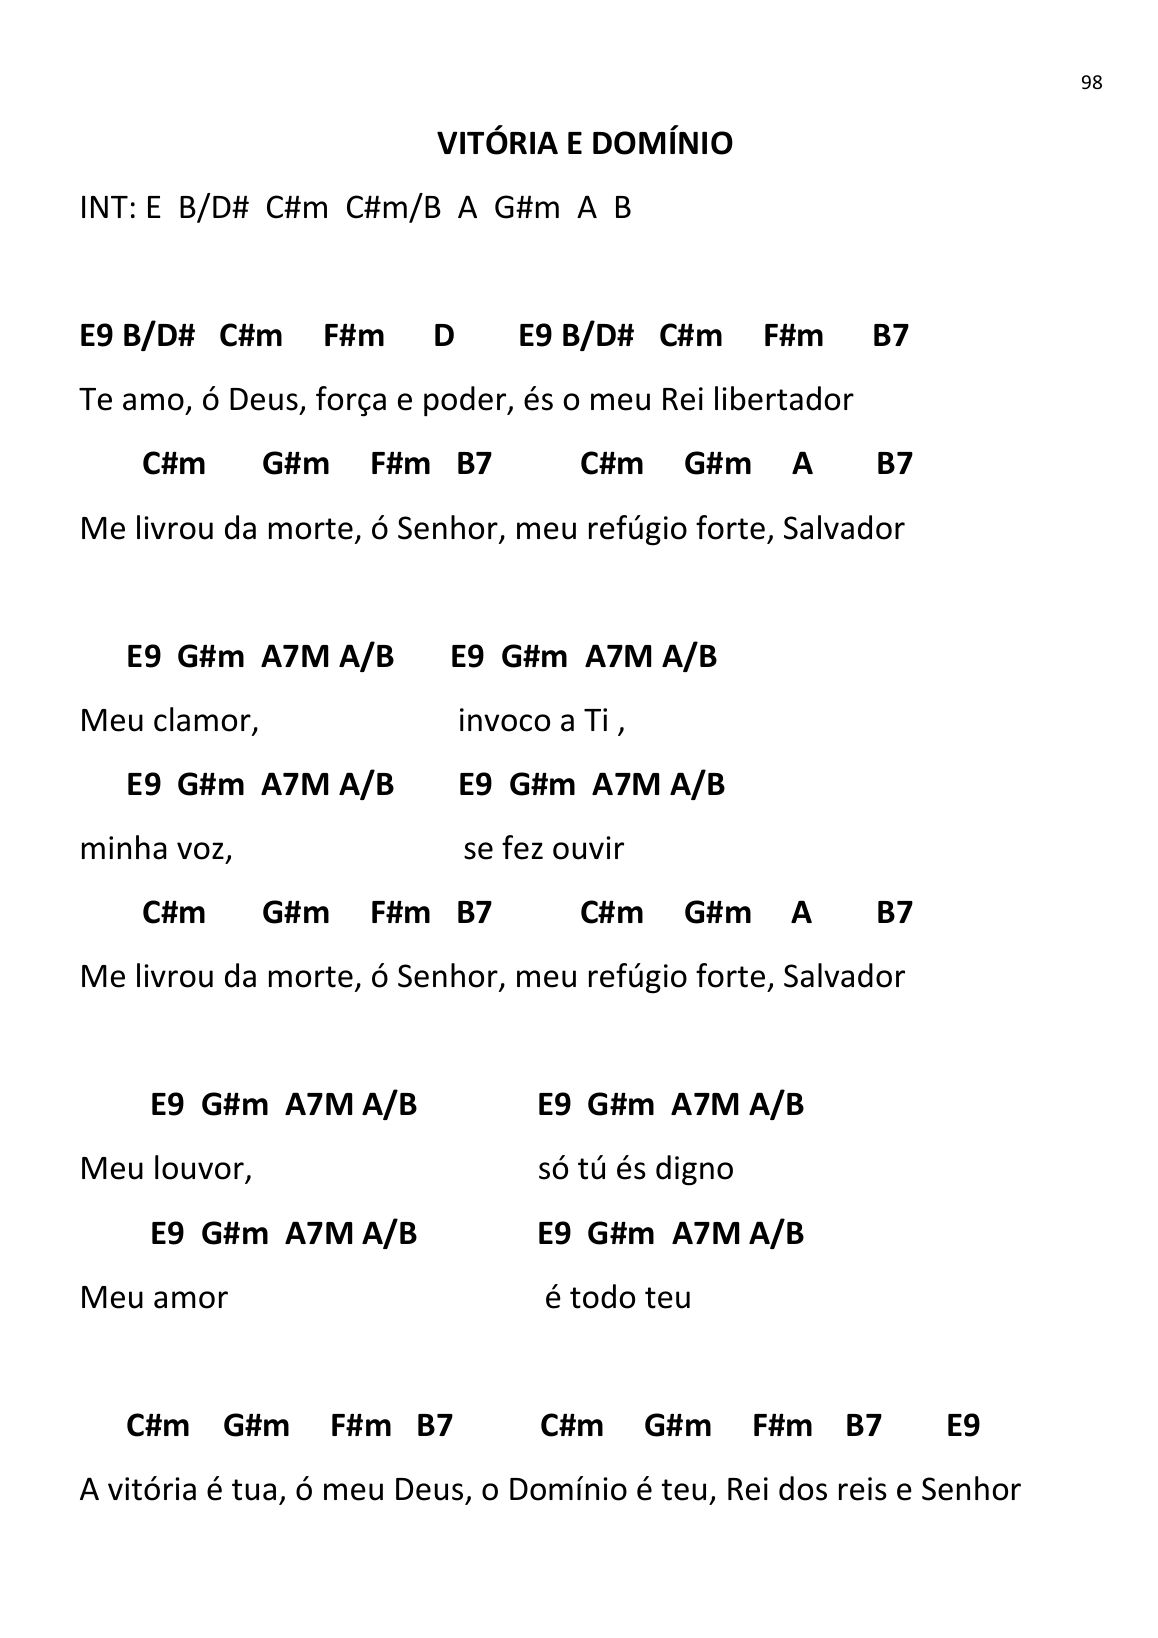 98
VITÓRIA E DOMÍNIO
INT: E B/D# C#m C#m/B A G#m A B
E9 B/D# C#m F#m D E9 B/D# C#m F#m B7
Te amo, ó Deus, força e poder, és o meu Rei libertador
C#m G#m F#m B7 C#m G#m A B7
Me livrou da morte, ó Senhor, meu refúgio forte, Salvador
E9 G#m A7M A/B E9 G#m A7M A/B
Meu clamor, invoco a Ti ,
E9 G#m A7M A/B E9 G#m A7M A/B
minha voz, se fez ouvir
C#m G#m F#m B7 C#m G#m A B7
Me livrou da morte, ó Senhor, meu refúgio forte, Salvador
E9 G#m A7M A/B E9 G#m A7M A/B
Meu louvor, só tú és digno
E9 G#m A7M A/B E9 G#m A7M A/B
Meu amor é todo teu
C#m G#m F#m B7 C#m G#m F#m B7 E9
A vitória é tua, ó meu Deus, o Domínio é teu, Rei dos reis e Senhor